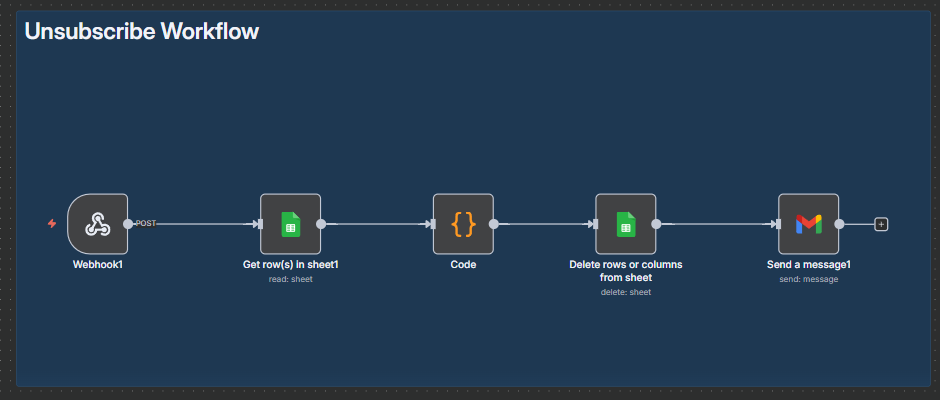 Unsubscribe Workflow
POST
Webhook1
Get row(s) in sheet1
read: sheet
Code
Delete rows or columns
from sheet
delete: sheet
Send a message1
send: message